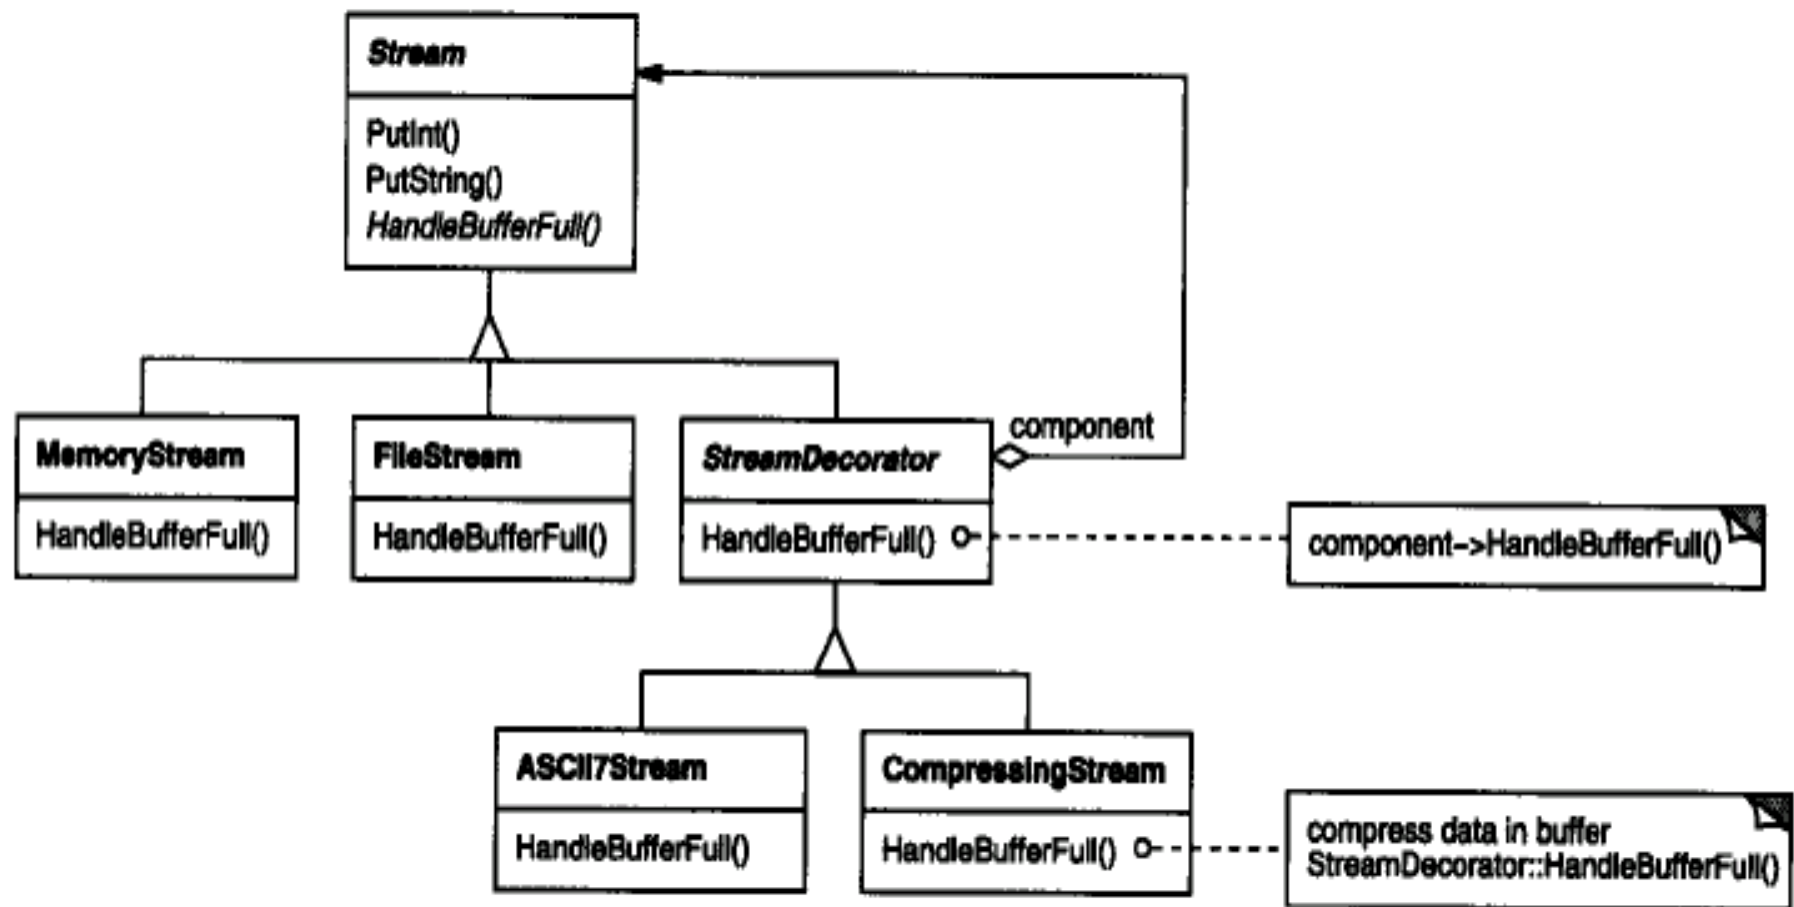 Stream
PutInt()
PutString()
HandleBufferFull()
component
MemoryStream
HandleBufferFull()
FileStream
HandleBufferFull()
StreamDecorator
HandleBufferFull()
component->HandleBufferFull()
ASCII7Stream
HandleBufferFull()
CompressingStream
HandleBufferFull()
compress data in buffer
StreamDecorator::HandleBufferFull()